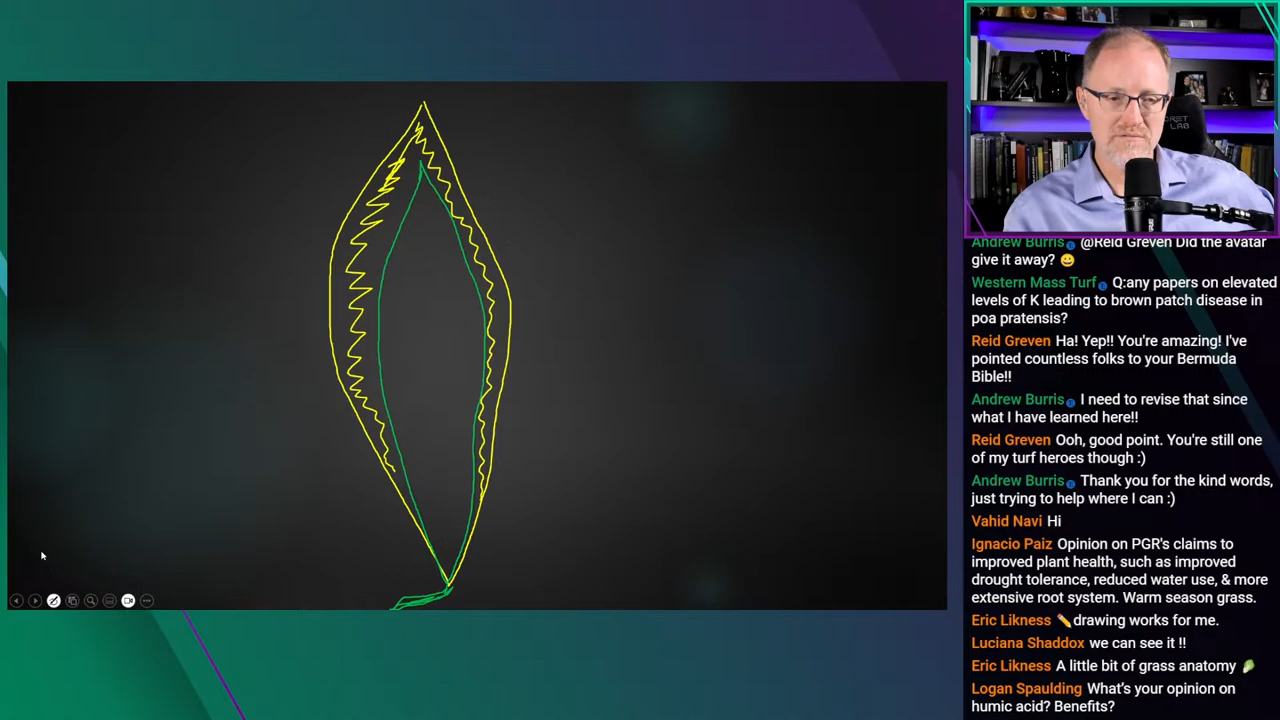 RET
LAB
Andrew Burris @Reid Greven Did the avatar
give it away? 😀
Western Mass Turf Q:any papers on elevated
levels of K leading to brown patch disease in
poa pratensis?
Reid Greven Ha! Yep!! You're amazing! I've
pointed countless folks to your Bermuda
Bible!!
Andrew Burris I need to revise that since
what I have learned here!!
Reid Greven Ooh, good point. You're still one
of my turf heroes though :)
Andrew Burris Thank you for the kind words,
just trying to help where I can :)
Vahid Navi Hi
Ignacio Paiz Opinion on PGR's claims to
improved plant health, such as improved
drought tolerance, reduced water use, & more
extensive root system. Warm season grass.
Eric Likness ✏️drawing works for me.
Luciana Shaddox we can see it !!
Eric Likness A little bit of grass anatomy 🥬
Logan Spaulding What's your opinion on
humic acid? Benefits?